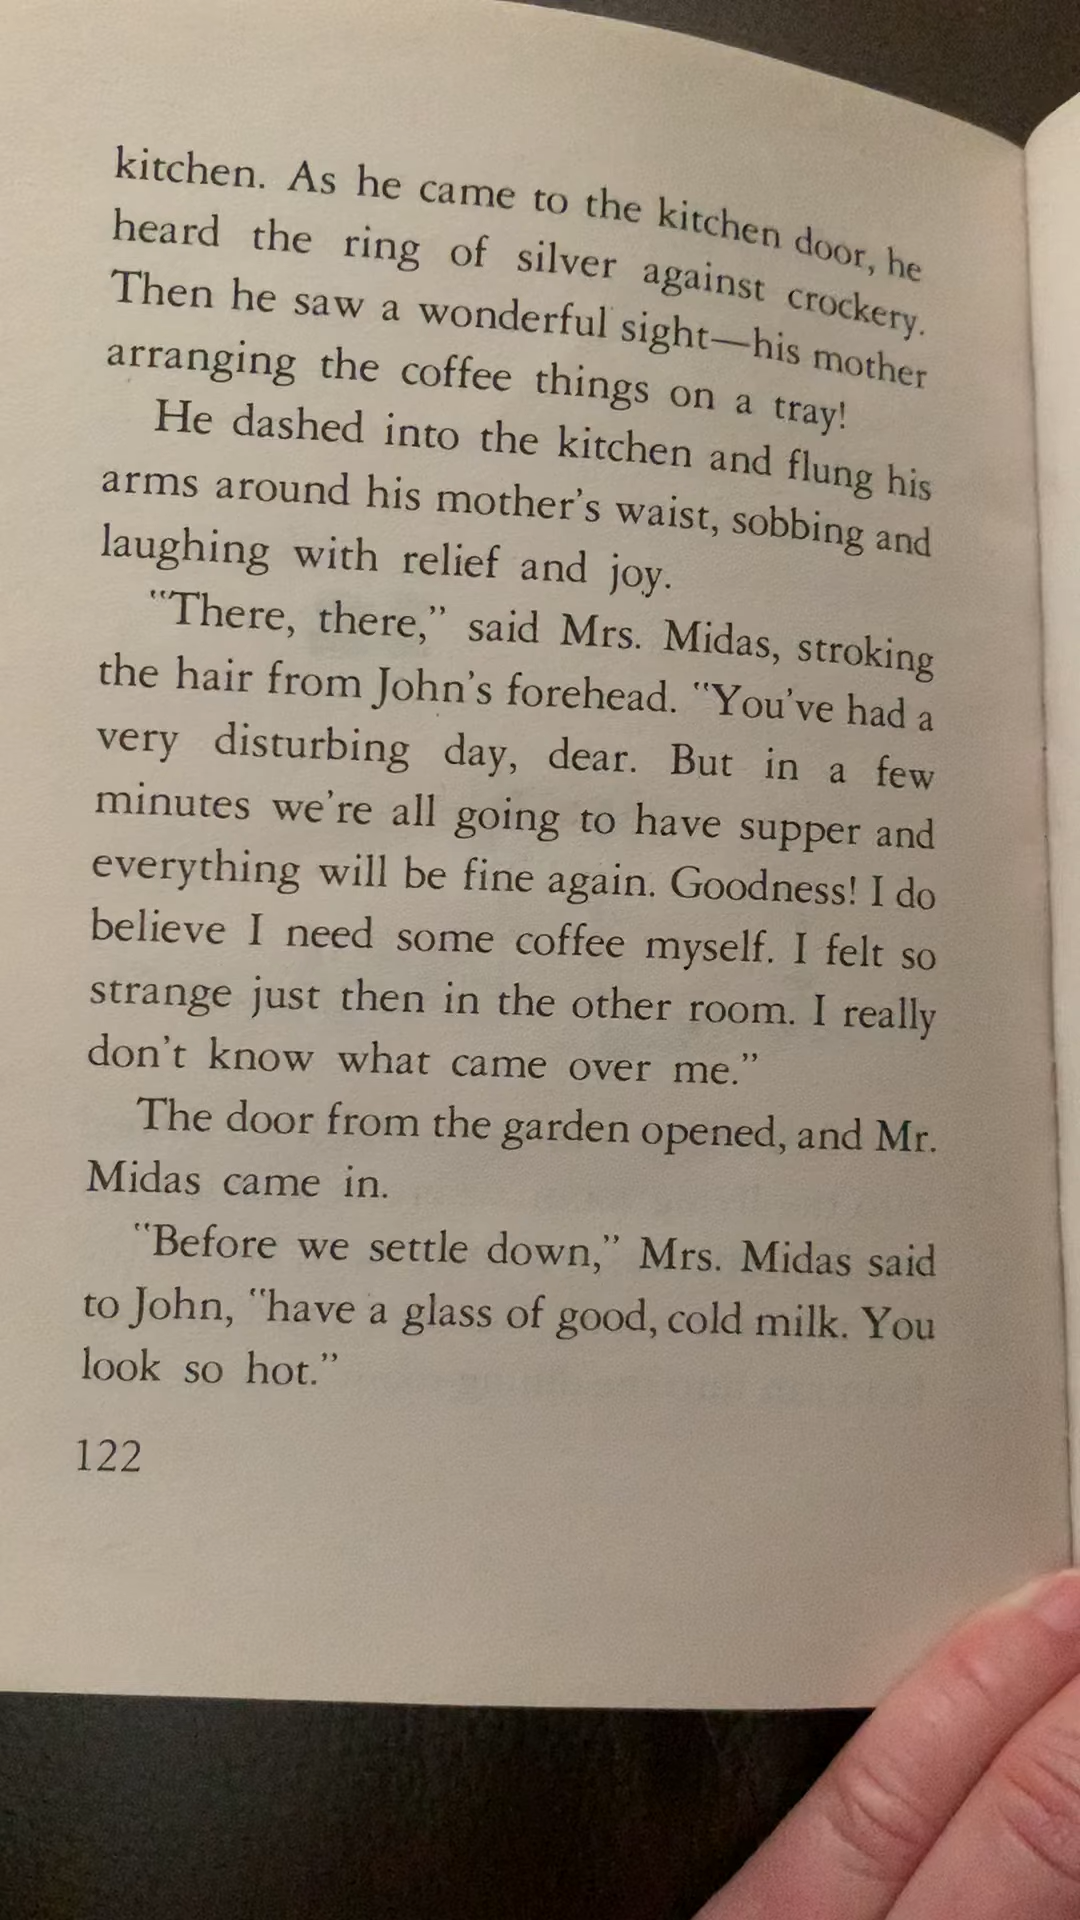 kitchen. As he came to the kitchen door, he
heard the ring of silver against crockery.
Then he saw a wonderful sight—his mother
arranging the coffee things on a tray!
He dashed into the kitchen and flung his
arms around his mother's waist, sobbing and
laughing with relief and joy.
"There, there," said Mrs. Midas, stroking
the hair from John's forehead. "You've had a
very disturbing day, dear. But in a few
minutes we're all going to have supper and
everything will be fine again. Goodness! I do
believe I need some coffee myself. I felt so
strange just then in the other room. I really
don't know what came over me."
The door from the garden opened, and Mr.
Midas came in.
"Before we settle down," Mrs. Midas said
to John, "have a glass of good, cold milk. You
look so hot."
122